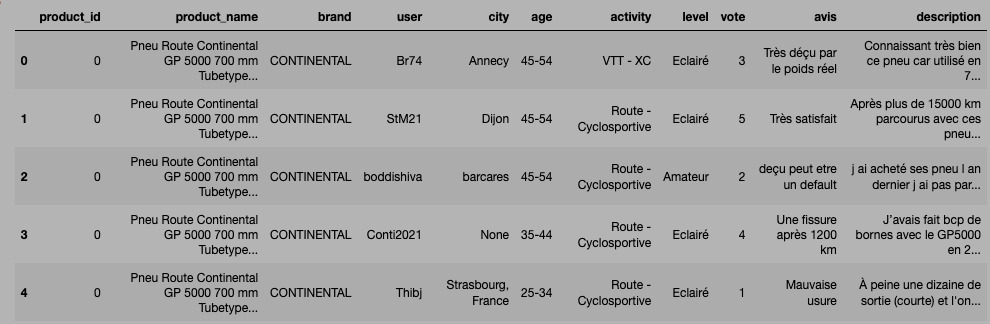 product_id product_name brand user city age activity level vote avis description
0 0 Pneu Route Continental GP 5000 700 mm Tubetype... CONTINENTAL Br74 Annecy 45-54 VTT - XC Eclairé 3 Très déçu par le poids réel Connaissant très bien ce pneu car utilisé en 7...
1 0 Pneu Route Continental GP 5000 700 mm Tubetype... CONTINENTAL StM21 Dijon 45-54 Route - Cyclosportive Eclairé 5 Très satisfait Après plus de 15000 km parcourus avec ces pneu...
2 0 Pneu Route Continental GP 5000 700 mm Tubetype... CONTINENTAL boddishiva barcares 45-54 Route - Cyclosportive Amateur 2 deçu peut etre un default j ai acheté ses pneu l an dernier j ai pas par...
3 0 Pneu Route Continental GP 5000 700 mm Tubetype... CONTINENTAL Conti2021 None 35-44 Route - Cyclosportive Eclairé 4 Une fissure après 1200 km J'avais fait bcp de bornes avec le GP5000 en 2...
4 0 Pneu Route Continental GP 5000 700 mm Tubetype... CONTINENTAL Thibj Strasbourg, France 25-34 Route - Cyclosportive Eclairé 1 Mauvaise usure À peine une dizaine de sortie (courte) et l'on...